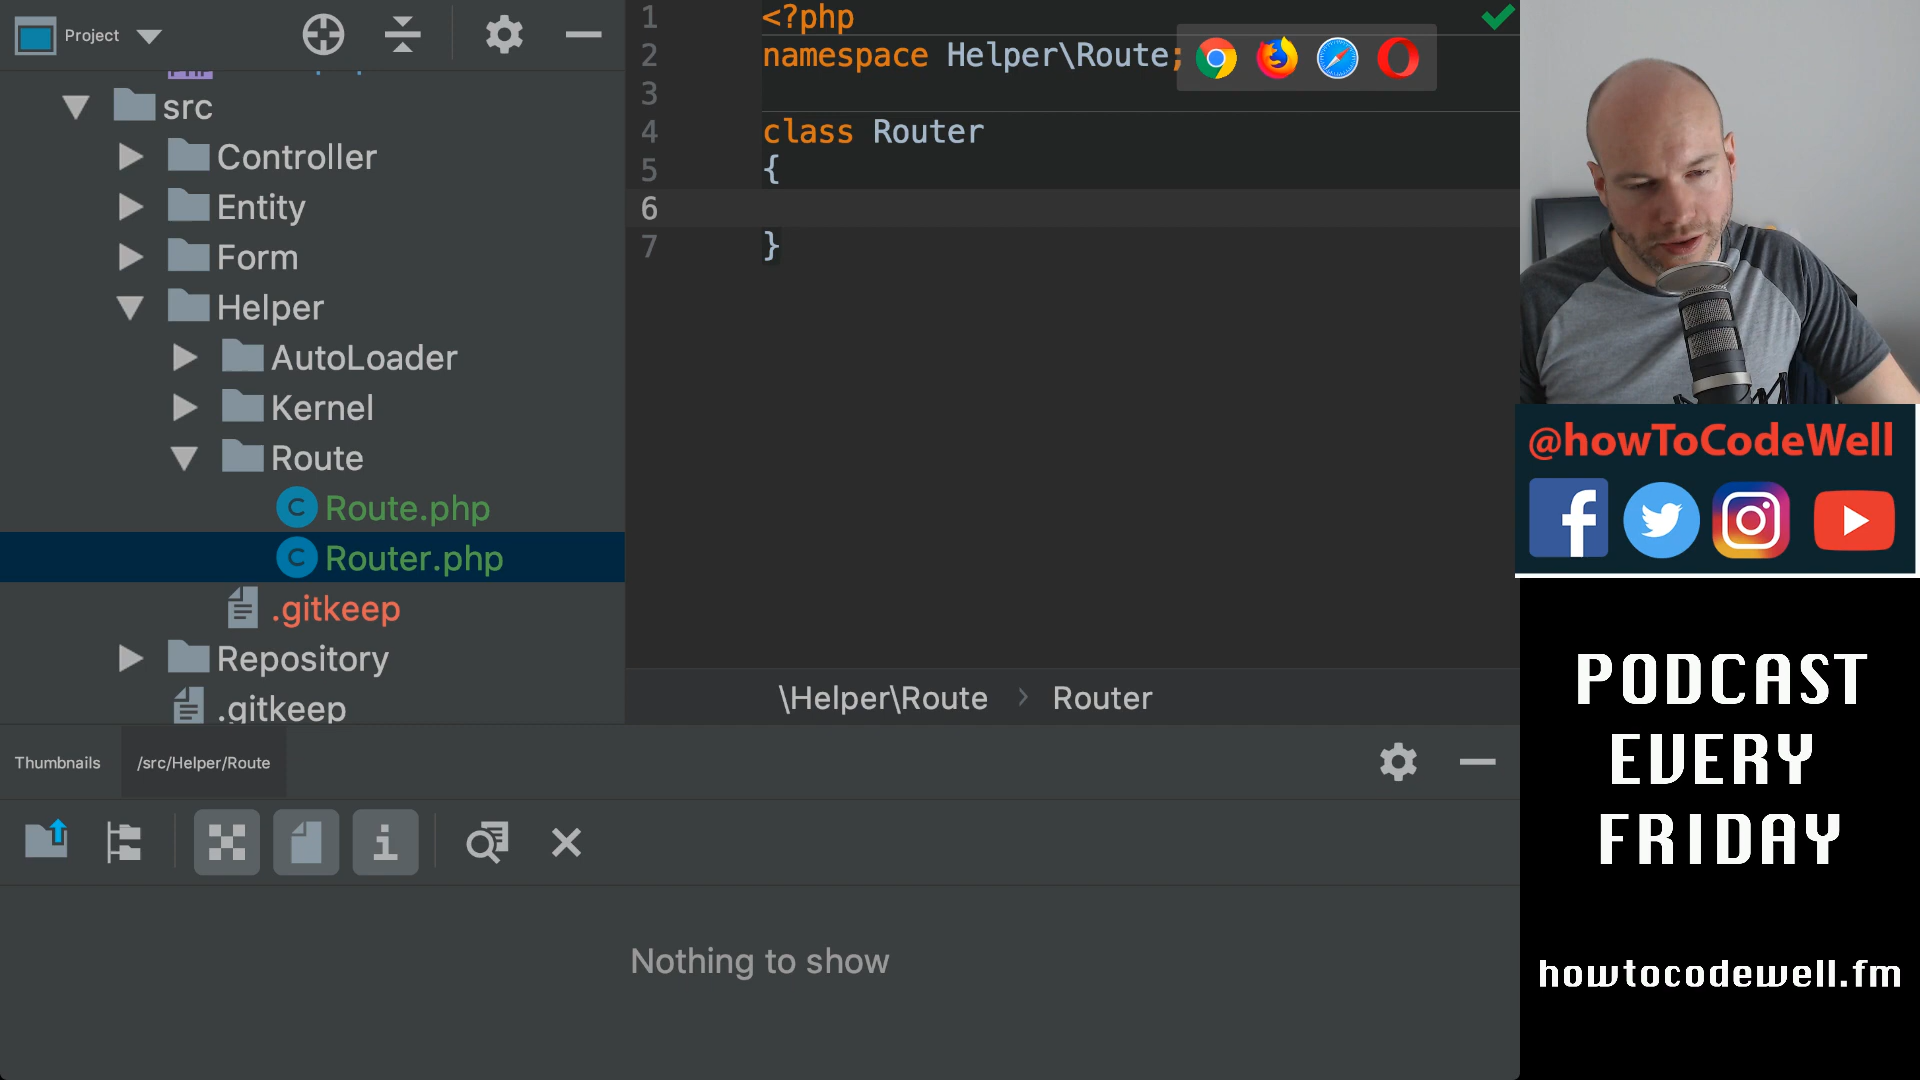 Project
src
Controller
Entity
Form
Helper
AutoLoader
Kernel
Route
C Route.php
C Router.php
.gitkeep
Repository
.gitkeep
1 <?php
2 namespace Helper\Route;
3
4 class Router
5 {
6
7 }
\Helper\Route > Router
Thumbnails
/src/Helper/Route
Nothing to show
@howToCodeWell
PODCAST
EVERY
FRIDAY
howtocodewell.fm